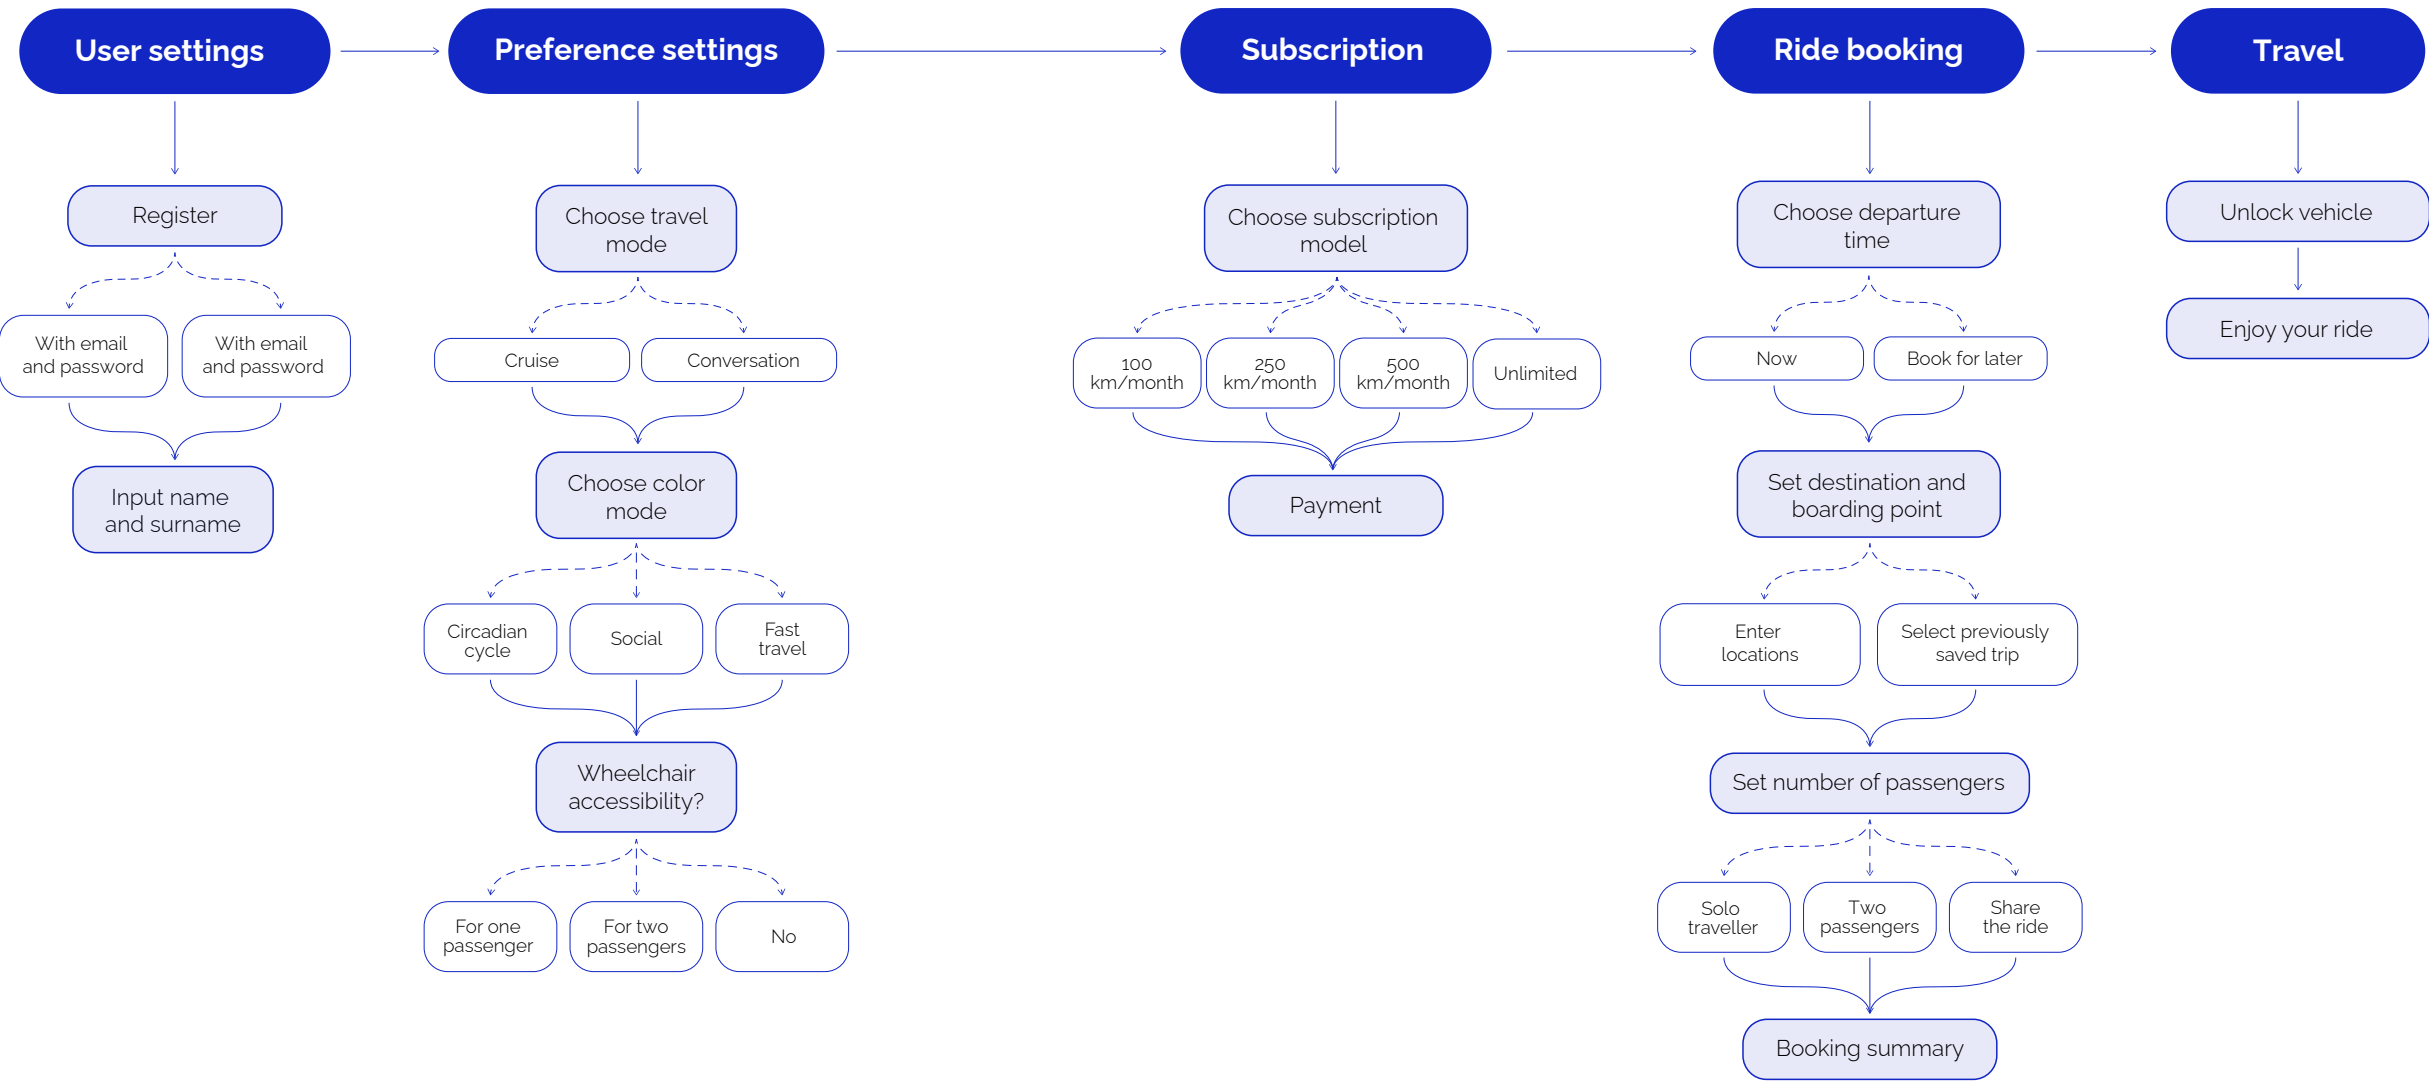 User settings
Preference settings
Subscription
Ride booking
Travel
Register
With email
and password
With email
and password
Input name
and surname
Choose travel
mode
Cruise
Conversation
Choose color
mode
Circadian
cycle
Social
Fast
travel
Wheelchair
accessibility?
For one
passenger
For two
passengers
No
Choose subscription
model
100
km/month
250
km/month
500
km/month
Unlimited
Payment
Choose departure
time
Now
Book for later
Set destination and
boarding point
Enter
locations
Select previously
saved trip
Set number of passengers
Solo
traveller
Two
passengers
Share
the ride
Booking summary
Unlock vehicle
Enjoy your ride